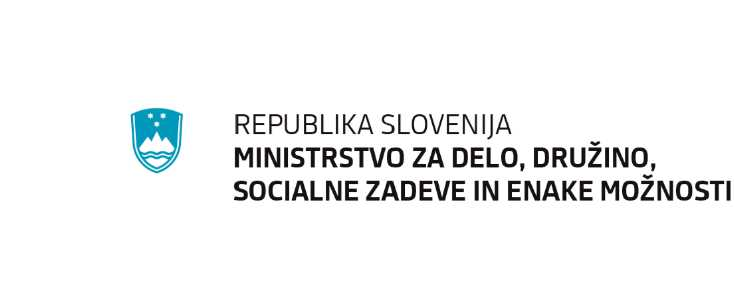 REPUBLIKA SLOVENIJA
MINISTRSTVO ZA DELO, DRUŽINO,
SOCIALNE ZADEVE IN ENAKE MOŽNOSTI